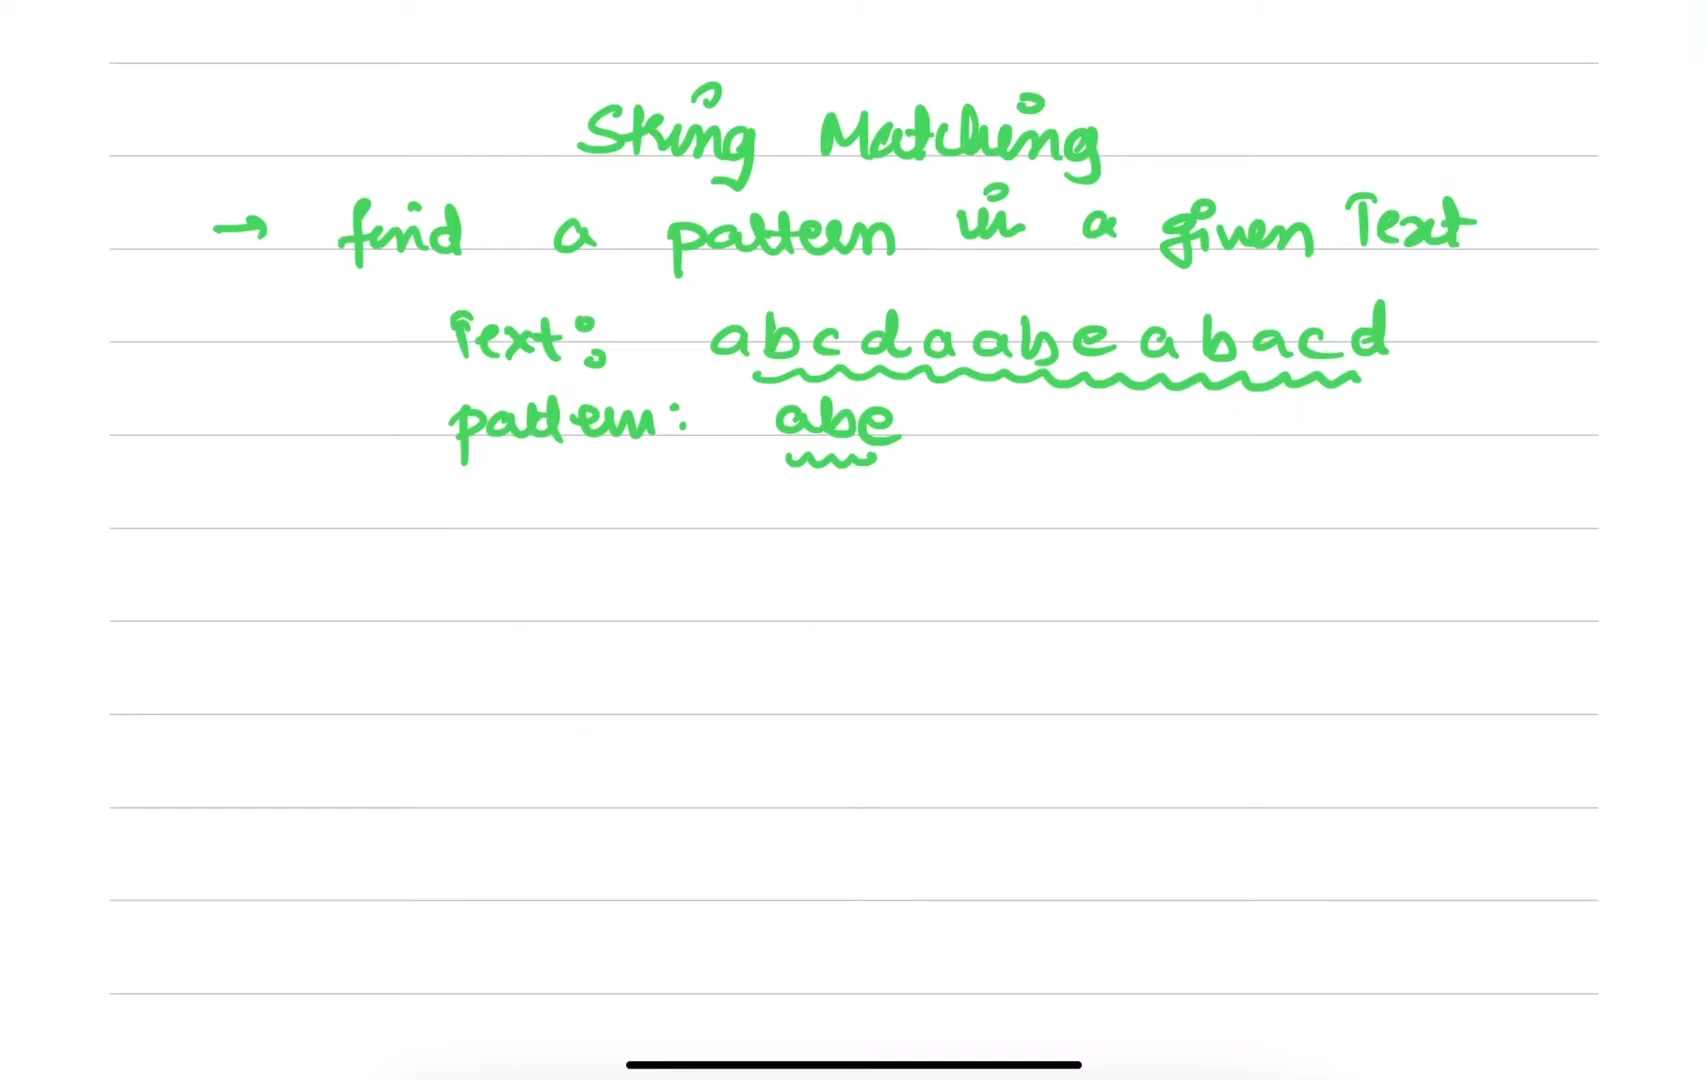 String Matching
→ find a pattern in a given Text
Text: abcdaabeabacd
pattern: abe